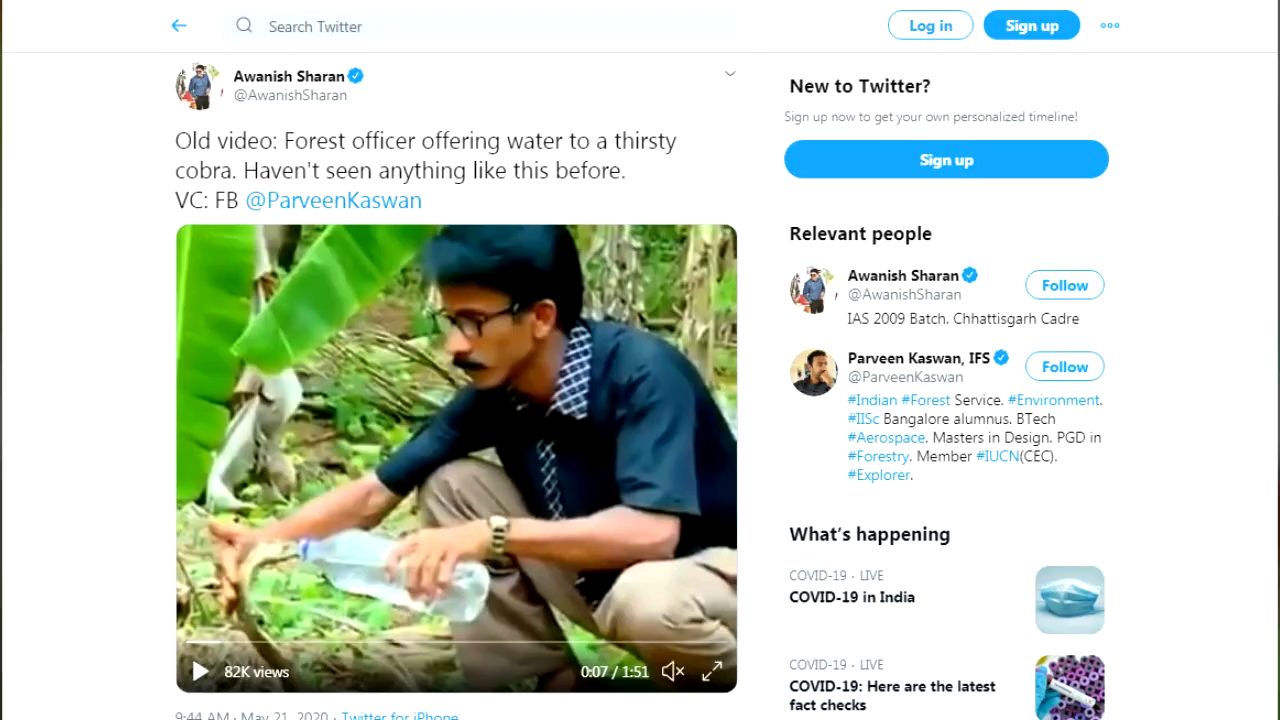 Search Twitter
Log in
Sign up
Awanish Sharan
@AwanishSharan
Old video: Forest officer offering water to a thirsty
cobra. Haven't seen anything like this before.
VC: FB @ParveenKaswan
82K views
0:07 / 1:51
9:44 AM · May 21, 2020 · Twitter for iPhone
New to Twitter?
Sign up now to get your own personalized timeline!
Sign up
Relevant people
Awanish Sharan
@AwanishSharan
Follow
IAS 2009 Batch. Chhattisgarh Cadre
Parveen Kaswan, IFS
@ParveenKaswan
Follow
#Indian #Forest Service. #Environment.
#IISc Bangalore alumnus. BTech
#Aerospace. Masters in Design. PGD in
#Forestry. Member #IUCN(CEC).
#Explorer.
What's happening
COVID-19 · LIVE
COVID-19 in India
COVID-19 · LIVE
COVID-19: Here are the latest
fact checks